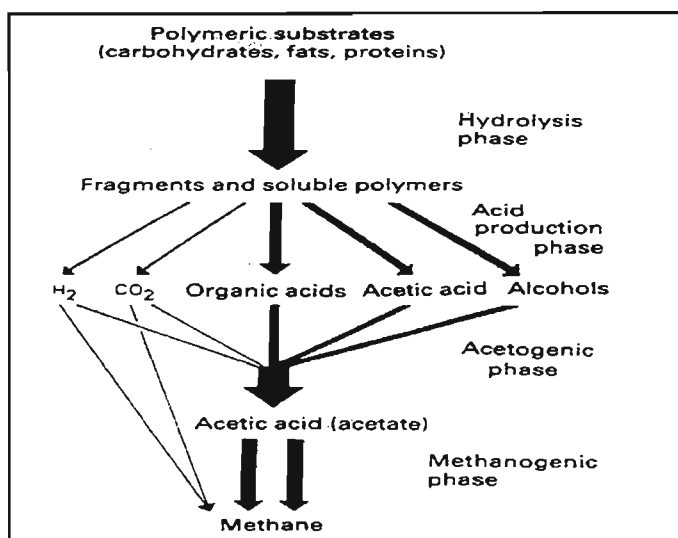 Polymeric substrates
(carbohydrates, fats, proteins)
Hydrolysis
phase
Fragments and soluble polymers
Acid
production
phase
H₂ CO₂ Organic acids Acetic acid Alcohols
Acetogenic
phase
Acetic acid (acetate)
Methanogenic
phase
Methane